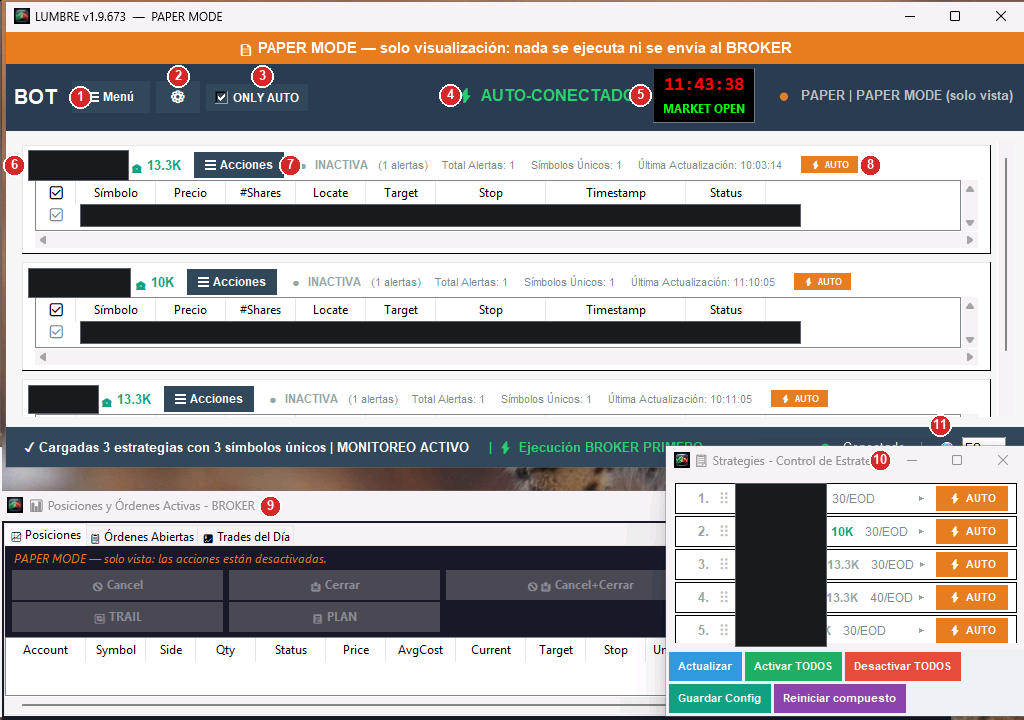 LUMBRE v1.9.673 — PAPER MODE
PAPER MODE — solo visualización: nada se ejecuta ni se envía al BROKER
BOT 1 Menú 2 3 ONLY AUTO 4 AUTO-CONECTADO 5 11:43:38 PAPER | PAPER MODE (solo vista)
MARKET OPEN
6 13.3K Acciones 7 INACTIVA (1 alertas) Total Alertas: 1 Símbolos Únicos: 1 Última Actualización: 10:03:14 AUTO 8
Símbolo Precio #Shares Locate Target Stop Timestamp Status
10K Acciones INACTIVA (1 alertas) Total Alertas: 1 Símbolos Únicos: 1 Última Actualización: 11:10:05 AUTO
Símbolo Precio #Shares Locate Target Stop Timestamp Status
13.3K Acciones INACTIVA (1 alertas) Total Alertas: 1 Símbolos Únicos: 1 Última Actualización: 10:11:05 AUTO
11
✓ Cargadas 3 estrategias con 3 símbolos únicos | MONITOREO ACTIVO | Ejecución BROKER PRIMERO
Posiciones y Órdenes Activas - BROKER 9
Posiciones Órdenes Abiertas Trades del Día
PAPER MODE — solo vista: las acciones están desactivadas.
Cancel Cerrar Cancel+Cerrar
TRAIL PLAN
Account Symbol Side Qty Status Price AvgCost Current Target Stop
Strategies - Control de Estrate 10
1. 30/EOD AUTO
2. 10K 30/EOD AUTO
3. 13.3K 30/EOD AUTO
4. 13.3K 40/EOD AUTO
5. 30/EOD AUTO
Actualizar Activar TODOS Desactivar TODOS
Guardar Config Reiniciar compuesto